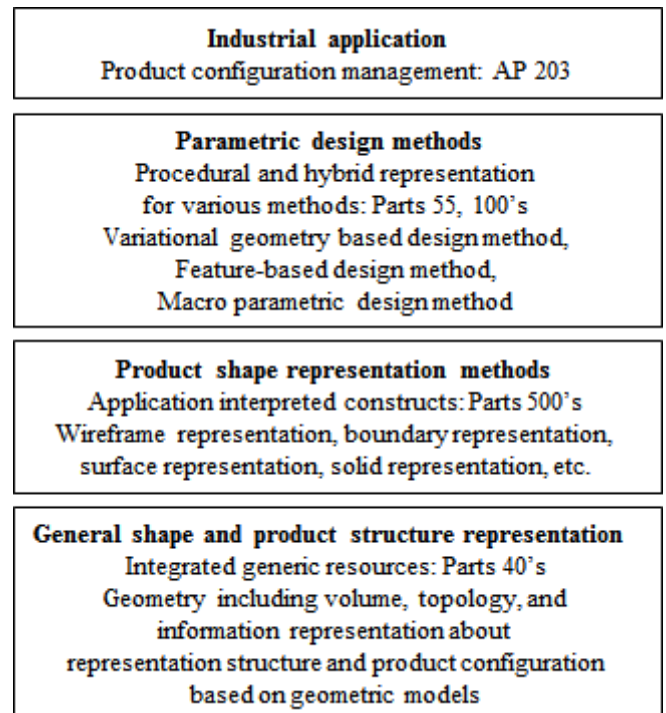 Industrial application
Product configuration management: AP 203
Parametric design methods
Procedural and hybrid representation
for various methods: Parts 55, 100's
Variational geometry based design method,
Feature-based design method,
Macro parametric design method
Product shape representation methods
Application interpreted constructs: Parts 500's
Wireframe representation, boundary representation,
surface representation, solid representation, etc.
General shape and product structure representation
Integrated generic resources: Parts 40's
Geometry including volume, topology, and
information representation about
representation structure and product configuration
based on geometric models